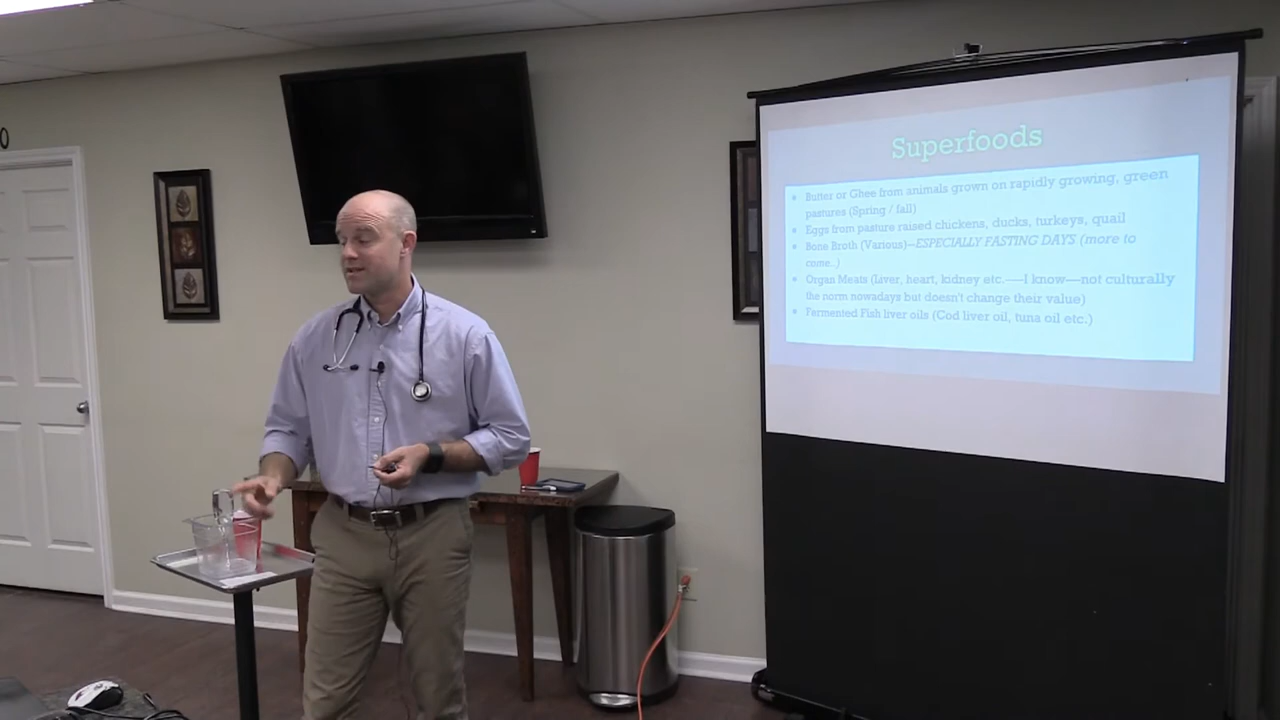 0
Superfoods
Butter or Ghee from animals grown on rapidly growing, green
pastures (Spring / fall)
Eggs from pasture raised chickens, ducks, turkeys, quail
Bone Broth (Various)—ESPECIALLY FASTING DAYS (more to
come..)
Organ Meats (Liver, heart, kidney etc.—-I know—not culturally
the norm nowadays but doesn't change their value)
Farmented Fish liver oils (Cod liver oil, tuna oil etc.)